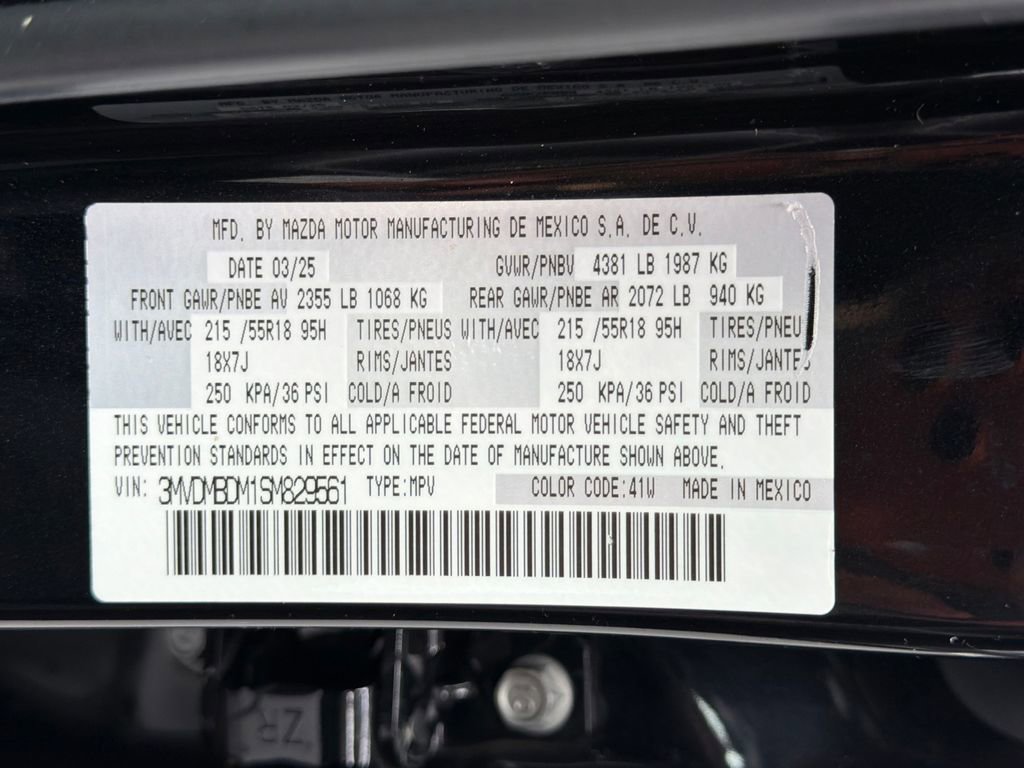 MFD. BY MAZDA MOTOR MANUFACTURING DE MEXICO S.A. DE C.V.
DATE 03/25 GVWR/PNBV 4381 LB 1987 KG
FRONT GAWR/PNBE AV 2355 LB 1068 KG REAR GAWR/PNBE AR 2072 LB 940 KG
WITH/AVEC 215 /55R18 95H TIRES/PNEUS WITH/AVEC 215 /55R18 95H TIRES/PNEU
18X7J RIMS/JANTES 18X7J RIMS/JANTES
250 KPA/36 PSI COLD/A FROID 250 KPA/36 PSI COLD/A FROID
THIS VEHICLE CONFORMS TO ALL APPLICABLE FEDERAL MOTOR VEHICLE SAFETY AND THEFT
PREVENTION STANDARDS IN EFFECT ON THE DATE OF MANUFACTURE SHOWN ABOVE.
VIN: 3MVDMBDM1SM829561 TYPE:MPV COLOR CODE:41W MADE IN MEXICO
ZR